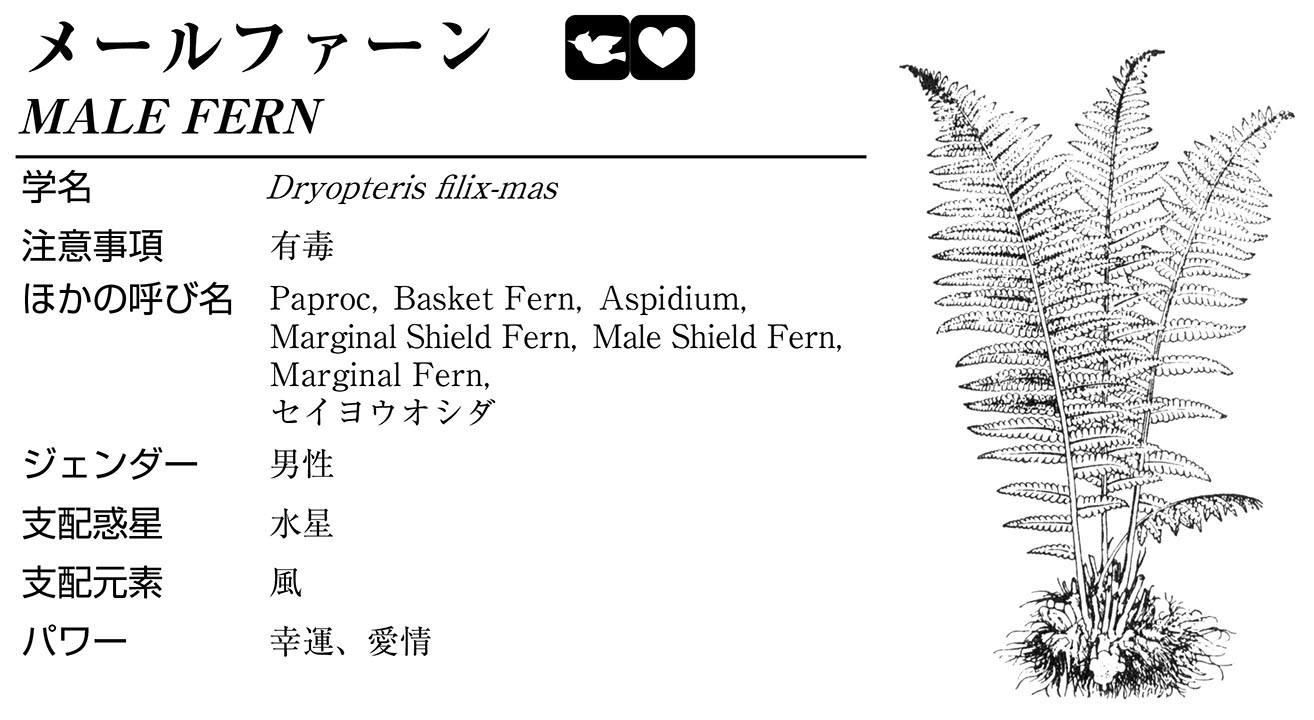 メールファーン
MALE FERN
学名 Dryopteris filix-mas
注意事項 有毒
ほかの呼び名 Paproc, Basket Fern, Aspidium,
Marginal Shield Fern, Male Shield Fern,
Marginal Fern,
セイヨウオシダ
ジェンダー 男性
支配惑星 水星
支配元素 風
パワー 幸運、愛情